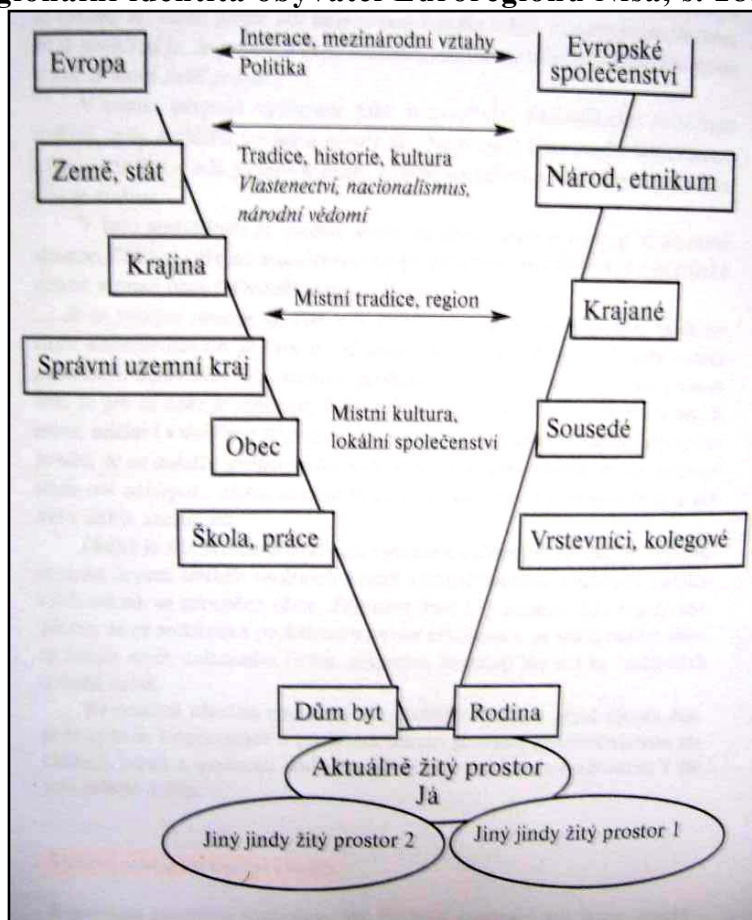 gionální identita obyvatel Euroregionu Nisa, s.
Interace, mezinárodní vztahy
Politika
Evropa
Evropské
společenství
Tradice, historie, kultura
Vlastenectví, nacionalismus,
národní vědomí
Země, stát
Národ, etnikum
Krajina
Místní tradice, region
Krajané
Správní uzemní kraj
Místní kultura,
lokální společenství
Sousedé
Obec
Škola, práce
Vrstevníci, kolegové
Dům byt
Rodina
Aktuálně žitý prostor
Já
Jiný jindy žitý prostor 2
Jiný jindy žitý prostor 1